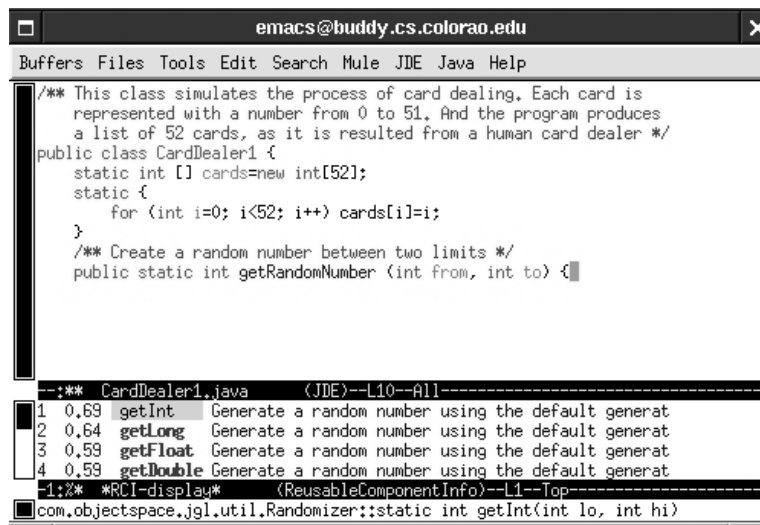 emacs@buddy.cs.colorao.edu
Buffers Files Tools Edit Search Mule JDE Java Help
/** This class simulates the process of card dealing. Each card is
represented with a number from 0 to 51. And the program produces
a list of 52 cards, as it is resulted from a human card dealer */
public class CardDealer1 {
static int [] cards=new int[52];
static {
for (int i=0; i<52; i++) cards[i]=i;
}
/** Create a random number between two limits */
public static int getRandomNumber (int from, int to) {
--:** CardDealer1.java (JDE)--L10--All----------------------------------
1 0.69 getInt Generate a random number using the default generat
2 0.64 getLong Generate a random number using the default generat
3 0.59 getFloat Generate a random number using the default generat
4 0.59 getDouble Generate a random number using the default generat
-1:%* *RCI-display* (ReusableComponentInfo)--L1--Top--------------------
com.objectspace.jgl.util.Randomizer::static int getInt(int lo, int hi)